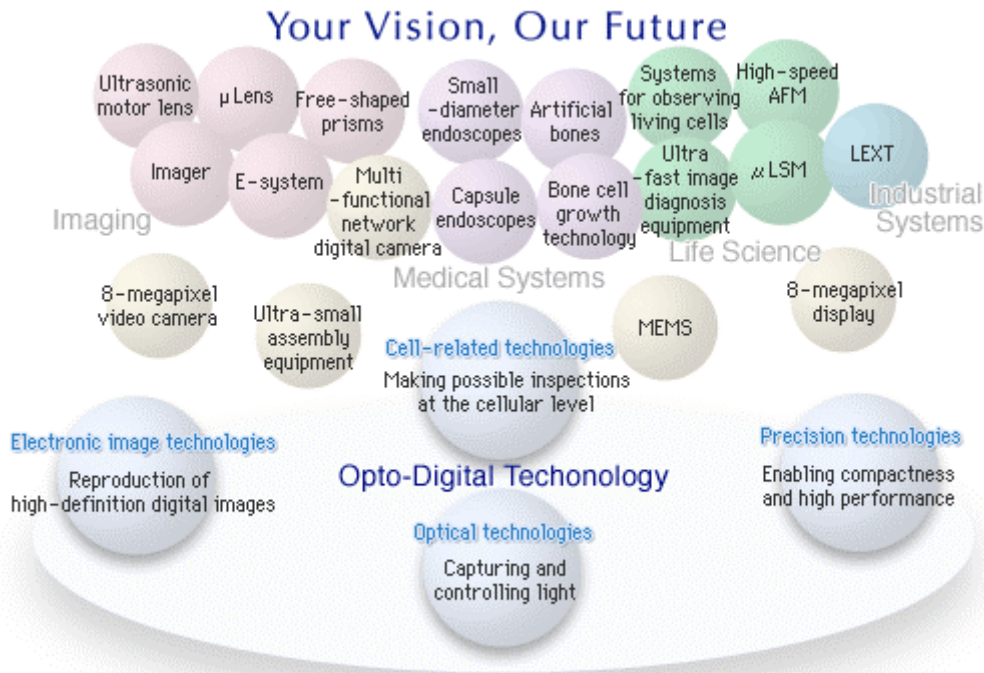 Your Vision, Our Future
Ultrasonic
motor lens
μ Lens
Free-shaped
prisms
Small
-diameter
endoscopes
Artificial
bones
Systems
for observing
living cells
High-speed
AFM
Imager
E-system
Multi
-functional
network
digital camera
Capsule
endoscopes
Bone cell
growth
technology
Ultra
-fast image
diagnosis
equipment
μ LSM
LEXT
Imaging
Medical Systems
Life Science
Industrial
Systems
8-megapixel
video camera
Ultra-small
assembly
equipment
MEMS
8-megapixel
display
Cell-related technologies
Making possible inspections
at the cellular level
Electronic image technologies
Reproduction of
high-definition digital images
Opto-Digital Techonology
Precision technologies
Enabling compactness
and high performance
Optical technologies
Capturing and
controlling light